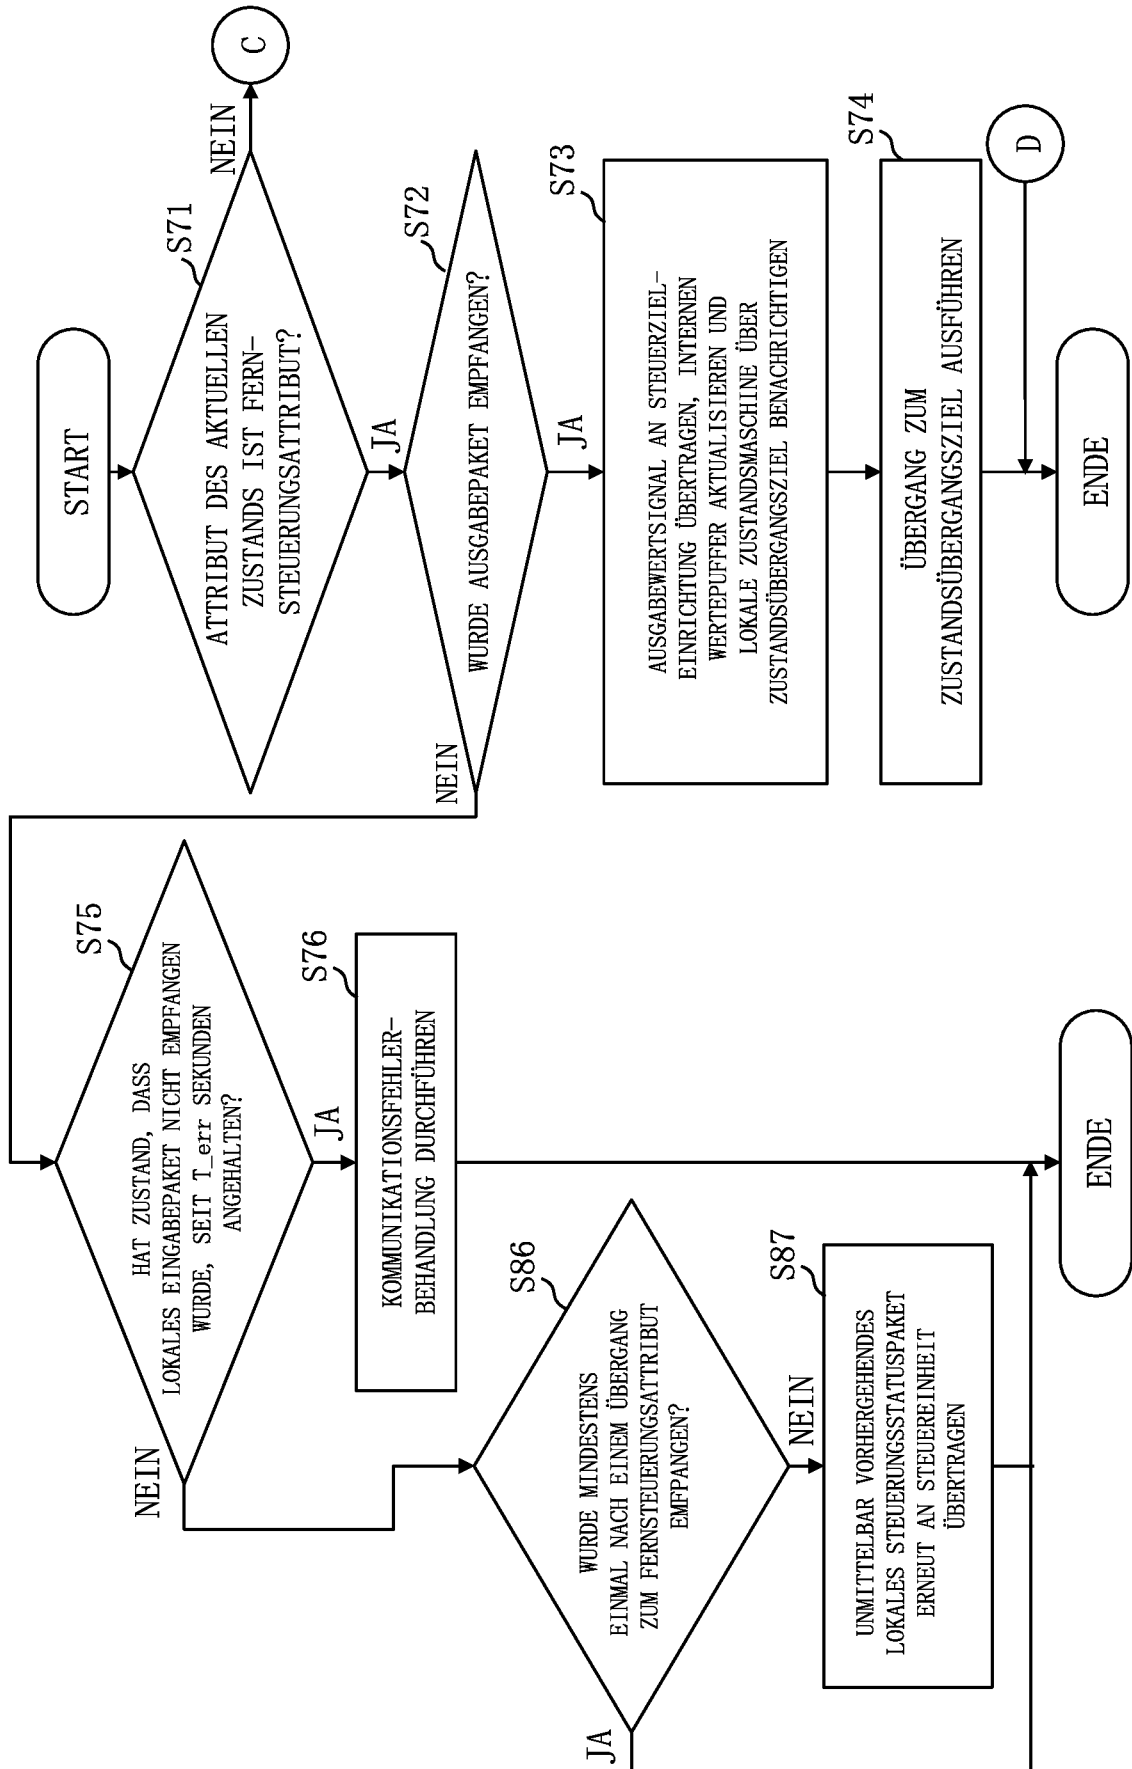 START
S71
ATTRIBUT DES AKTUELLEN
ZUSTANDS IST FERN-
STEUERUNGSATTRIBUT?
NEIN
C
JA
S72
WURDE AUSGABEPAKET EMPFANGEN?
NEIN
JA
S73
AUSGABEWERTSIGNAL AN STEUERZIEL-
EINRICHTUNG ÜBERTRAGEN, INTERNEN
WERTEPUFFER AKTUALISIEREN UND
LOKALE ZUSTANDSMASCHINE ÜBER
ZUSTANDSÜBERGANGSZIEL BENACHRICHTIGEN
S74
ÜBERGANG ZUM
ZUSTANDSÜBERGANGSZIEL AUSFÜHREN
D
ENDE
S75
HAT ZUSTAND, DASS
LOKALES EINGABEPAKET NICHT EMPFANGEN
WURDE, SEIT T_err SEKUNDEN
ANGEHALTEN?
NEIN
JA
S76
KOMMUNIKATIONSFEHLER-
BEHANDLUNG DURCHFÜHREN
S86
WURDE MINDESTENS
EINMAL NACH EINEM ÜBERGANG
ZUM FERNSTEUERUNGSATTRIBUT
EMFPANGEN?
JA
NEIN
S87
UNMITTELBAR VORHERGEHENDES
LOKALES STEUERUNGSSTATUSPAKET
ERNEUT AN STEUEREINHEIT
ÜBERTRAGEN
ENDE